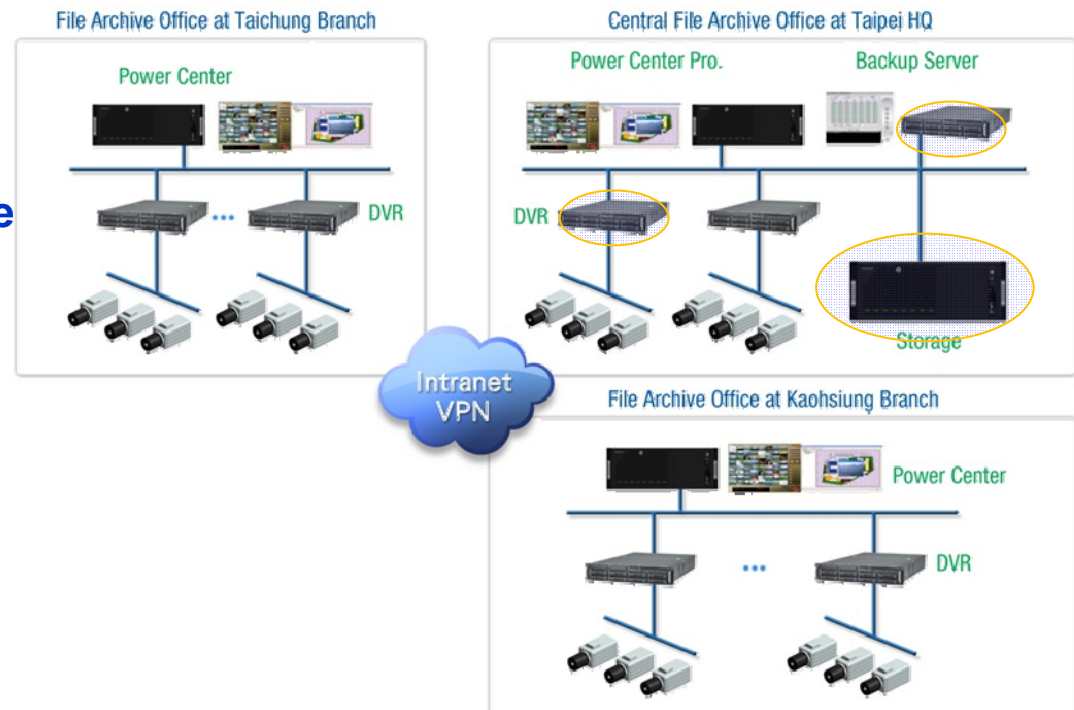 File Archive Office at Taichung Branch
Power Center
DVR
e
Central File Archive Office at Taipei HQ
Power Center Pro.
Backup Server
DVR
Storage
Intranet
VPN
File Archive Office at Kaohsiung Branch
Power Center
DVR